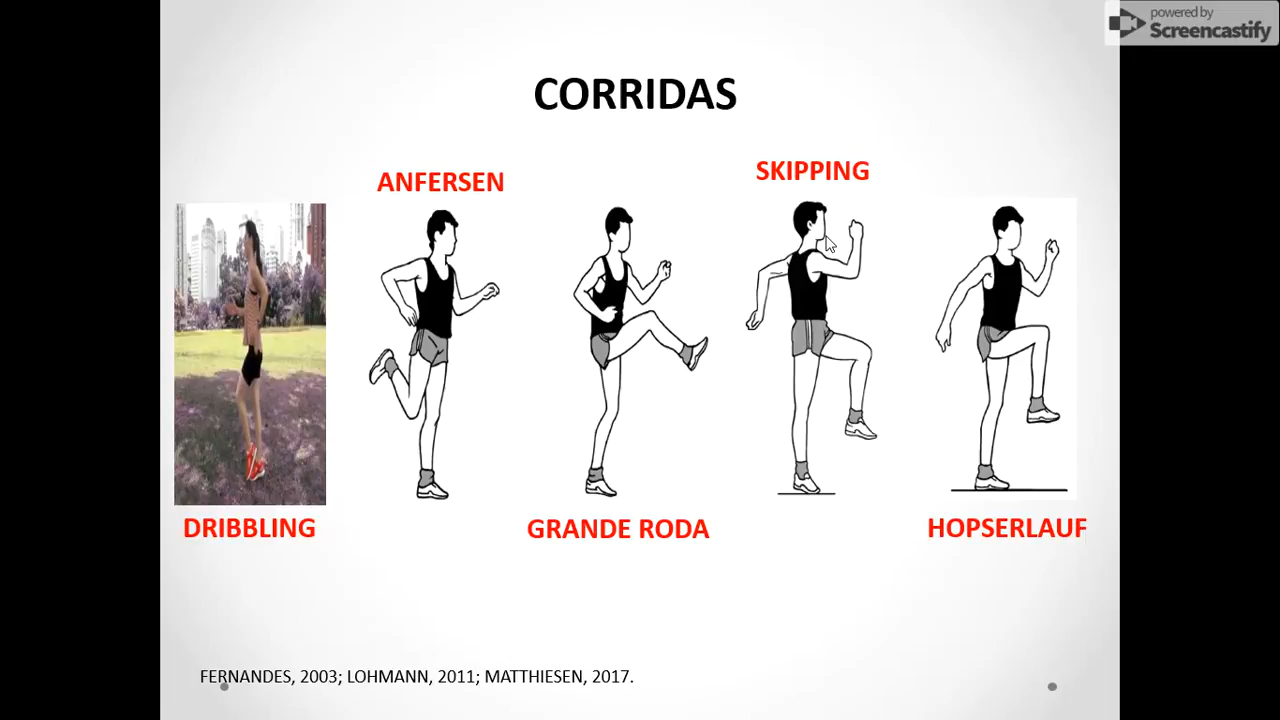 powered by
Screencastify
CORRIDAS
ANFERSEN
SKIPPING
DRIBBLING
GRANDE RODA
HOPSERLAUF
FERNANDES, 2003; LOHMANN, 2011; MATTHIESEN, 2017.